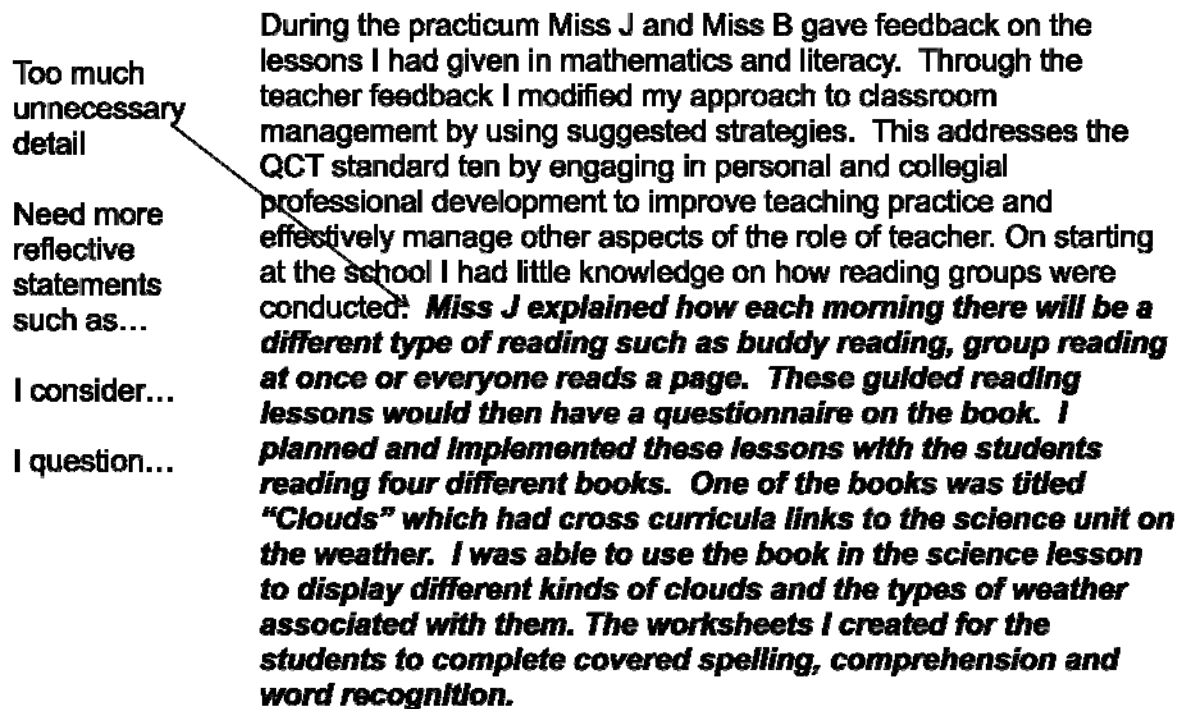 Too much
unnecessary
detail
Need more
reflective
statements
such as...
I consider...
I question...
During the practicum Miss J and Miss B gave feedback on the
lessons I had given in mathematics and literacy.  Through the
teacher feedback I modified my approach to classroom
management by using suggested strategies.  This addresses the
QCT standard ten by engaging in personal and collegial
professional development to improve teaching practice and
effectively manage other aspects of the role of teacher. On starting
at the school I had little knowledge on how reading groups were
conducted.  Miss J explained how each morning there will be a
different type of reading such as buddy reading, group reading
at once or everyone reads a page.  These guided reading
lessons would then have a questionnaire on the book.  I
planned and implemented these lessons with the students
reading four different books.  One of the books was titled
"Clouds" which had cross curricula links to the science unit on
the weather.  I was able to use the book in the science lesson
to display different kinds of clouds and the types of weather
associated with them. The worksheets I created for the
students to complete covered spelling, comprehension and
word recognition.